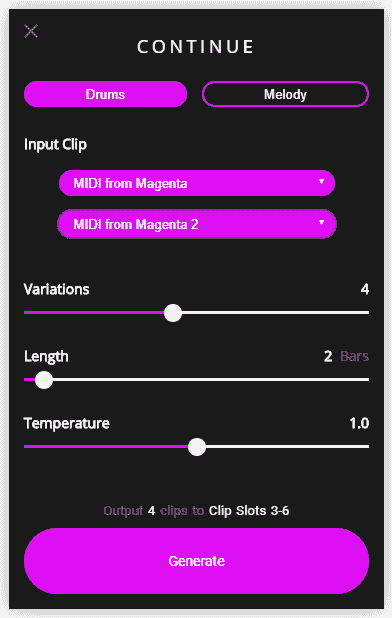 CONTINUE
Drums Melody
Input Clip
MIDI from Magenta
MIDI from Magenta 2
Variations 4
Length 2 Bars
Temperature 1.0
Output 4 clips to Clip Slots 3-6
Generate